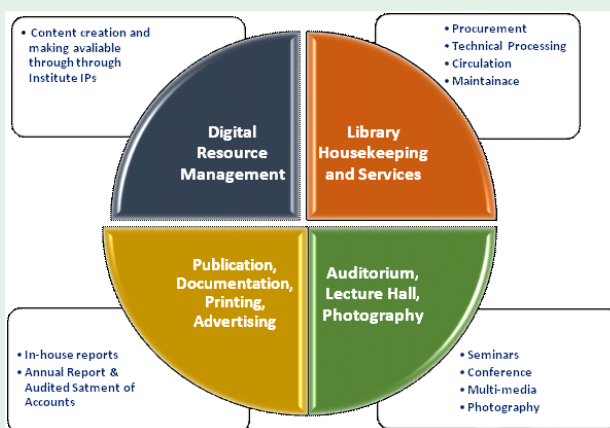 • Content creation and
making avaliable
through through
Institute IPs
• Procurement
• Technical Processing
• Circulation
• Maintainace
Digital
Resource
Management
Library
Housekeeping
and Services
Publication,
Documentation,
Printing,
Advertising
Auditorium,
Lecture Hall,
Photography
• In-house reports
• Annual Report &
Audited Satment of
Accounts
• Seminars
• Conference
• Multi-media
• Photography